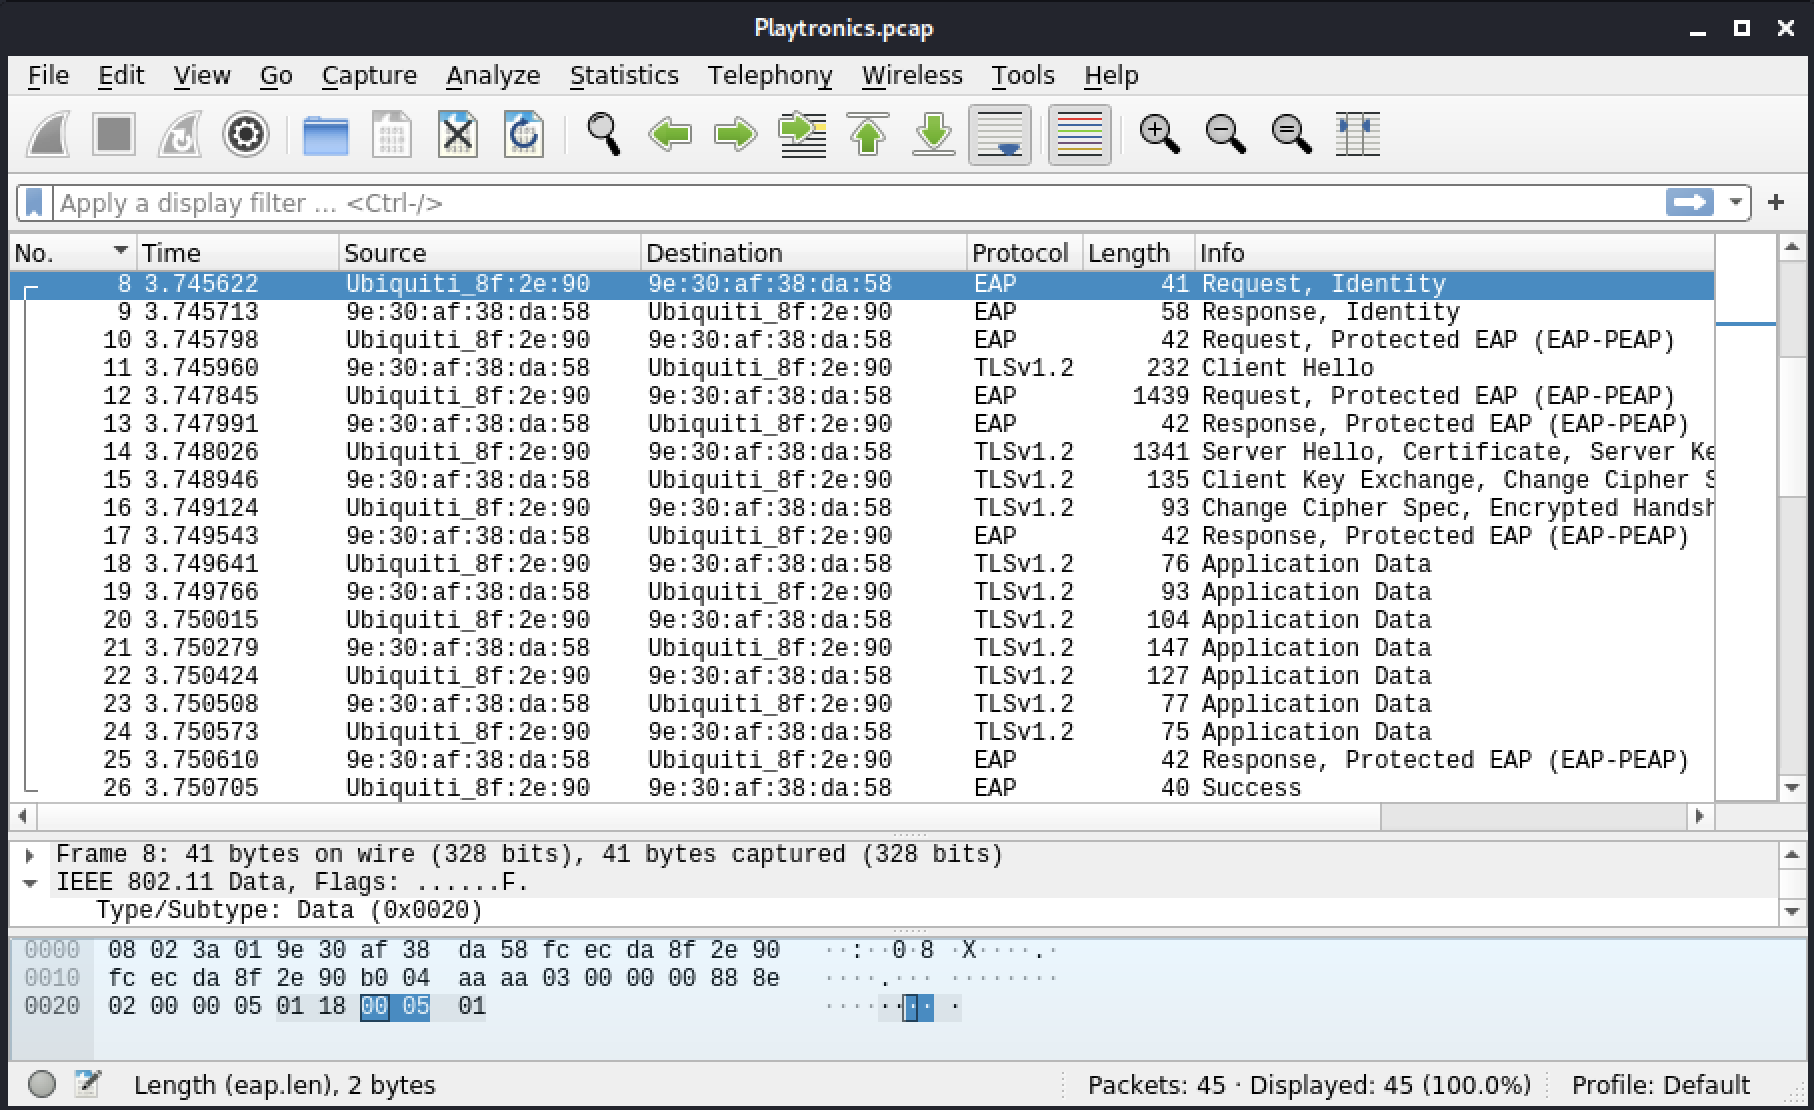 Playtronics.pcap
File Edit View Go Capture Analyze Statistics Telephony Wireless Tools Help
Apply a display filter ... <Ctrl-/>
No. Time Source Destination Protocol Length Info
8 3.745622 Ubiquiti_8f:2e:90 9e:30:af:38:da:58 EAP 41 Request, Identity
9 3.745713 9e:30:af:38:da:58 Ubiquiti_8f:2e:90 EAP 58 Response, Identity
10 3.745798 Ubiquiti_8f:2e:90 9e:30:af:38:da:58 EAP 42 Request, Protected EAP (EAP-PEAP)
11 3.745960 9e:30:af:38:da:58 Ubiquiti_8f:2e:90 TLSv1.2 232 Client Hello
12 3.747845 Ubiquiti_8f:2e:90 9e:30:af:38:da:58 EAP 1439 Request, Protected EAP (EAP-PEAP)
13 3.747991 9e:30:af:38:da:58 Ubiquiti_8f:2e:90 EAP 42 Response, Protected EAP (EAP-PEAP)
14 3.748026 Ubiquiti_8f:2e:90 9e:30:af:38:da:58 TLSv1.2 1341 Server Hello, Certificate, Server Ke
15 3.748946 9e:30:af:38:da:58 Ubiquiti_8f:2e:90 TLSv1.2 135 Client Key Exchange, Change Cipher S
16 3.749124 Ubiquiti_8f:2e:90 9e:30:af:38:da:58 TLSv1.2 93 Change Cipher Spec, Encrypted Handsh
17 3.749543 9e:30:af:38:da:58 Ubiquiti_8f:2e:90 EAP 42 Response, Protected EAP (EAP-PEAP)
18 3.749641 Ubiquiti_8f:2e:90 9e:30:af:38:da:58 TLSv1.2 76 Application Data
19 3.749766 9e:30:af:38:da:58 Ubiquiti_8f:2e:90 TLSv1.2 93 Application Data
20 3.750015 Ubiquiti_8f:2e:90 9e:30:af:38:da:58 TLSv1.2 104 Application Data
21 3.750279 9e:30:af:38:da:58 Ubiquiti_8f:2e:90 TLSv1.2 147 Application Data
22 3.750424 Ubiquiti_8f:2e:90 9e:30:af:38:da:58 TLSv1.2 127 Application Data
23 3.750508 9e:30:af:38:da:58 Ubiquiti_8f:2e:90 TLSv1.2 77 Application Data
24 3.750573 Ubiquiti_8f:2e:90 9e:30:af:38:da:58 TLSv1.2 75 Application Data
25 3.750610 9e:30:af:38:da:58 Ubiquiti_8f:2e:90 EAP 42 Response, Protected EAP (EAP-PEAP)
26 3.750705 Ubiquiti_8f:2e:90 9e:30:af:38:da:58 EAP 40 Success
Frame 8: 41 bytes on wire (328 bits), 41 bytes captured (328 bits)
IEEE 802.11 Data, Flags: ......F.
Type/Subtype: Data (0x0020)
0000 08 02 3a 01 9e 30 af 38 da 58 fc ec da 8f 2e 90 ··:··0·8 ·X····.·
0010 fc ec da 8f 2e 90 b0 04 aa aa 03 00 00 00 88 8e ····.··· ········
0020 02 00 00 05 01 18 00 05 01 ········ ·
Length (eap.len), 2 bytes
Packets: 45 · Displayed: 45 (100.0%)
Profile: Default